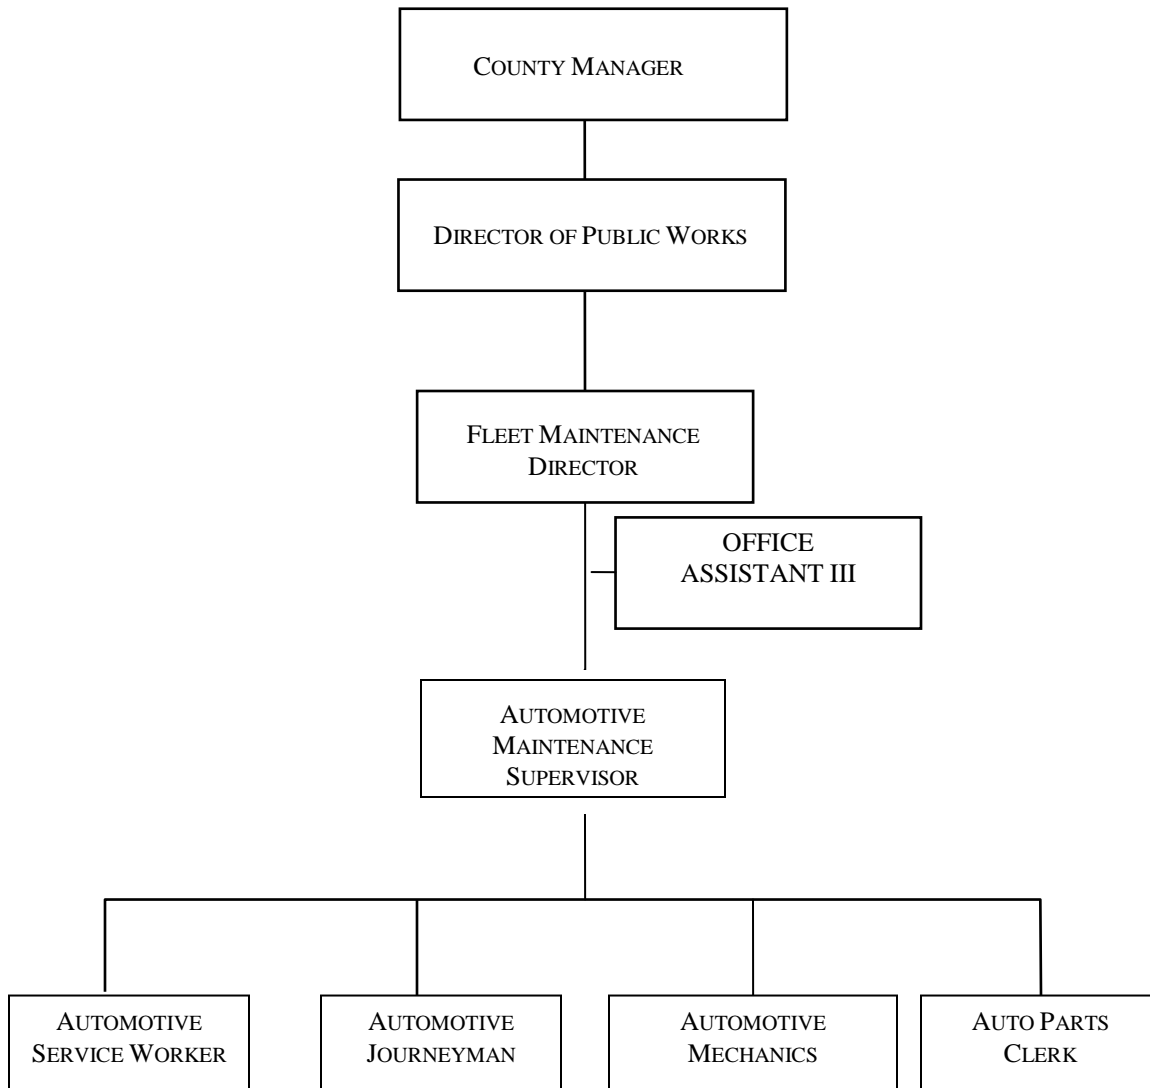 COUNTY MANAGER
DIRECTOR OF PUBLIC WORKS
FLEET MAINTENANCE
DIRECTOR
OFFICE
ASSISTANT III
AUTOMOTIVE
MAINTENANCE
SUPERVISOR
AUTOMOTIVE
SERVICE WORKER
AUTOMOTIVE
JOURNEYMAN
AUTOMOTIVE
MECHANICS
AUTO PARTS
CLERK